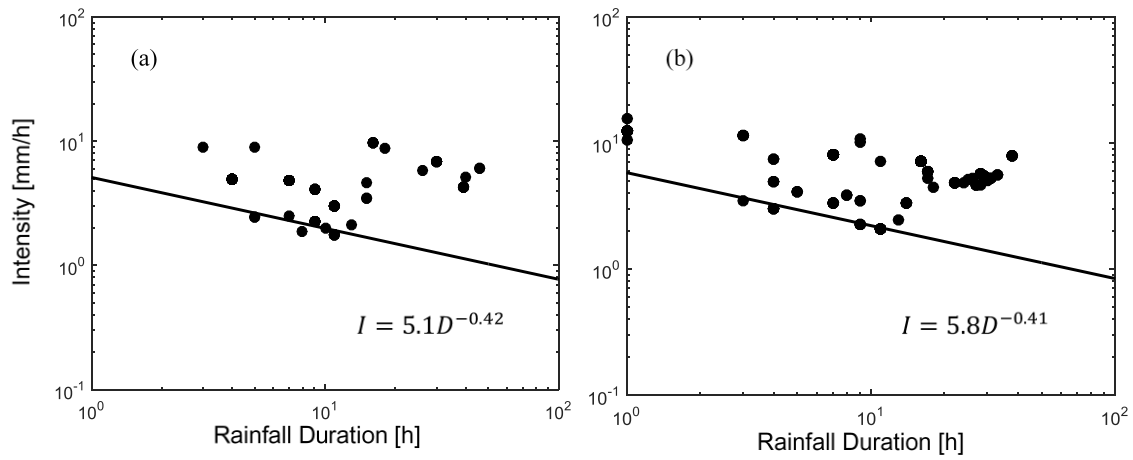 (a)
10²
10¹
10⁰
10⁻¹
Intensity [mm/h]
I = 5.1D⁻⁰·⁴²
10⁰
10¹
10²
Rainfall Duration [h]
(b)
10²
10¹
10⁰
10⁻¹
I = 5.8D⁻⁰·⁴¹
10⁰
10¹
10²
Rainfall Duration [h]